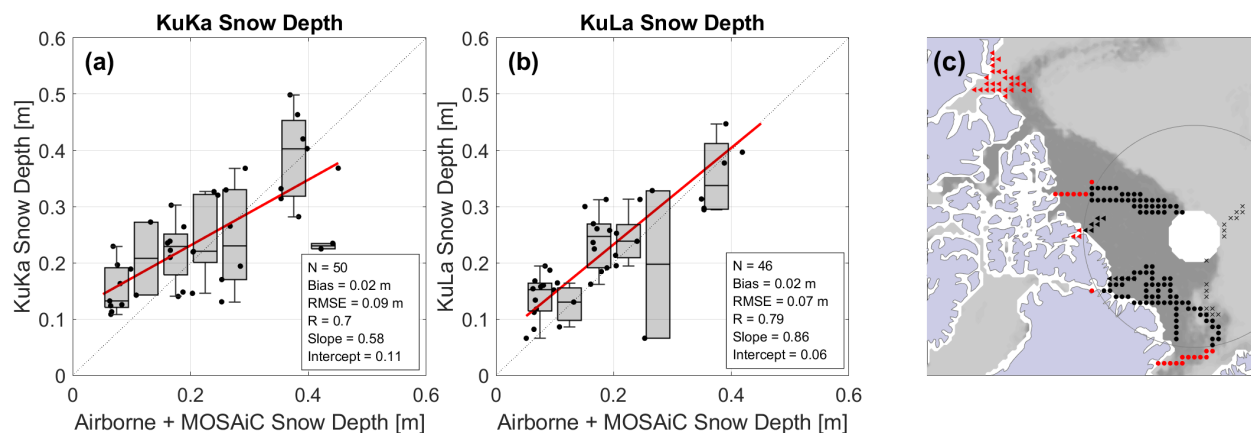 KuKa Snow Depth
(a)
KuKa Snow Depth [m]
0.6
0.5
0.4
0.3
0.2
0.1
0
N = 50
Bias = 0.02 m
RMSE = 0.09 m
R = 0.7
Slope = 0.58
Intercept = 0.11
0
0.2
0.4
0.6
Airborne + MOSAiC Snow Depth [m]
KuLa Snow Depth
(b)
KuLa Snow Depth [m]
0.6
0.5
0.4
0.3
0.2
0.1
0
N = 46
Bias = 0.02 m
RMSE = 0.07 m
R = 0.79
Slope = 0.86
Intercept = 0.06
0
0.2
0.4
0.6
Airborne + MOSAiC Snow Depth [m]
(c)